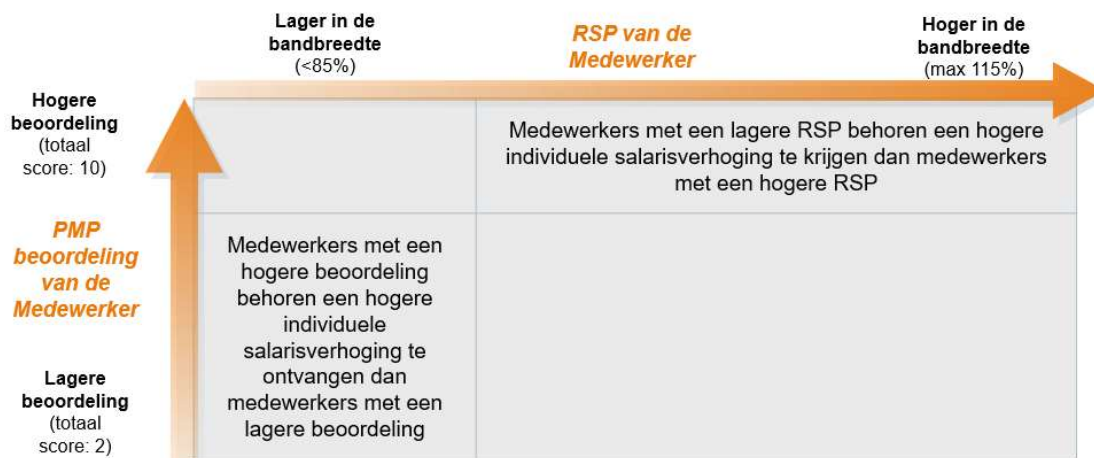 Lager in de
bandbreedte
(<85%)
RSP van de
Medewerker
Hoger in de
bandbreedte
(max 115%)
Hogere
beoordeling
(totaal
score: 10)
Medewerkers met een lagere RSP behoren een hogere
individuele salarisverhoging te krijgen dan medewerkers
met een hogere RSP
PMP
beoordeling
van de
Medewerker
Medewerkers met een
hogere beoordeling
behoren een hogere
individuele
salarisverhoging te
ontvangen dan
medewerkers met een
lagere beoordeling
Lagere
beoordeling
(totaal
score: 2)